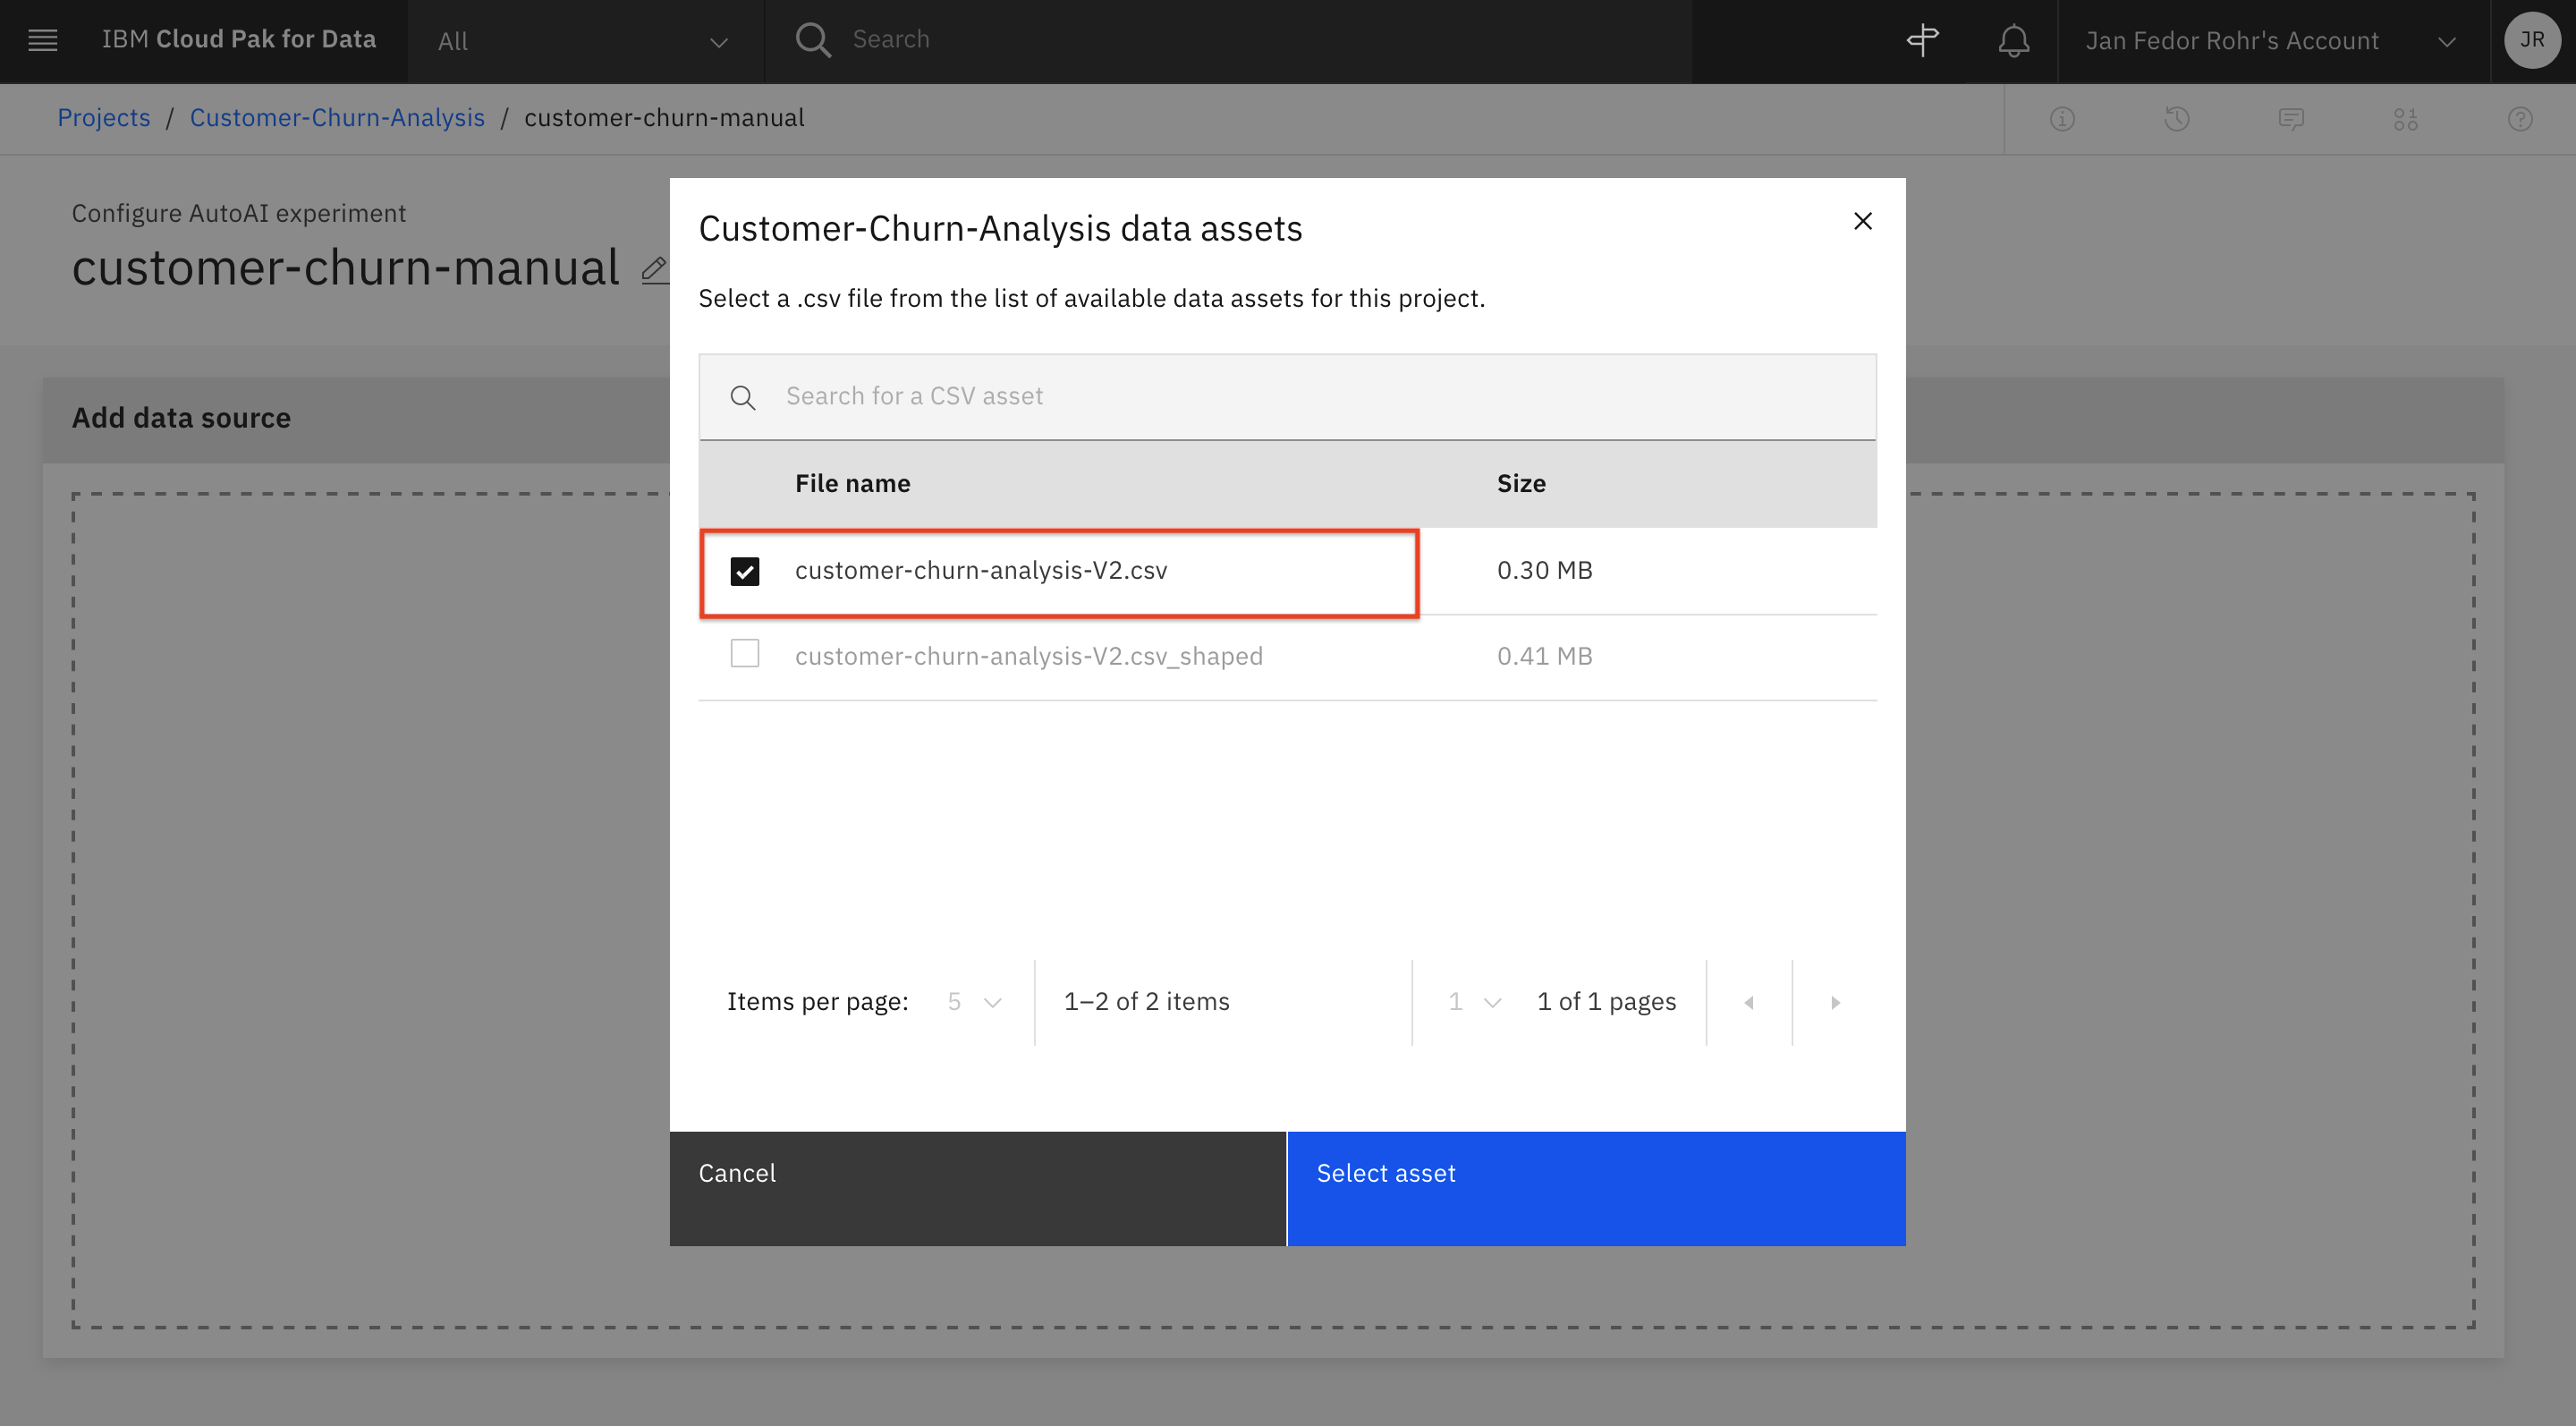 IBM Cloud Pak for Data
All
Search
Jan Fedor Rohr's Account
JR
Projects / Customer-Churn-Analysis / customer-churn-manual
Configure AutoAI experiment
customer-churn-manual
Add data source
Customer-Churn-Analysis data assets
Select a .csv file from the list of available data assets for this project.
Search for a CSV asset
File name Size
customer-churn-analysis-V2.csv 0.30 MB
customer-churn-analysis-V2.csv_shaped 0.41 MB
Items per page: 5 1–2 of 2 items 1 1 of 1 pages
Cancel Select asset